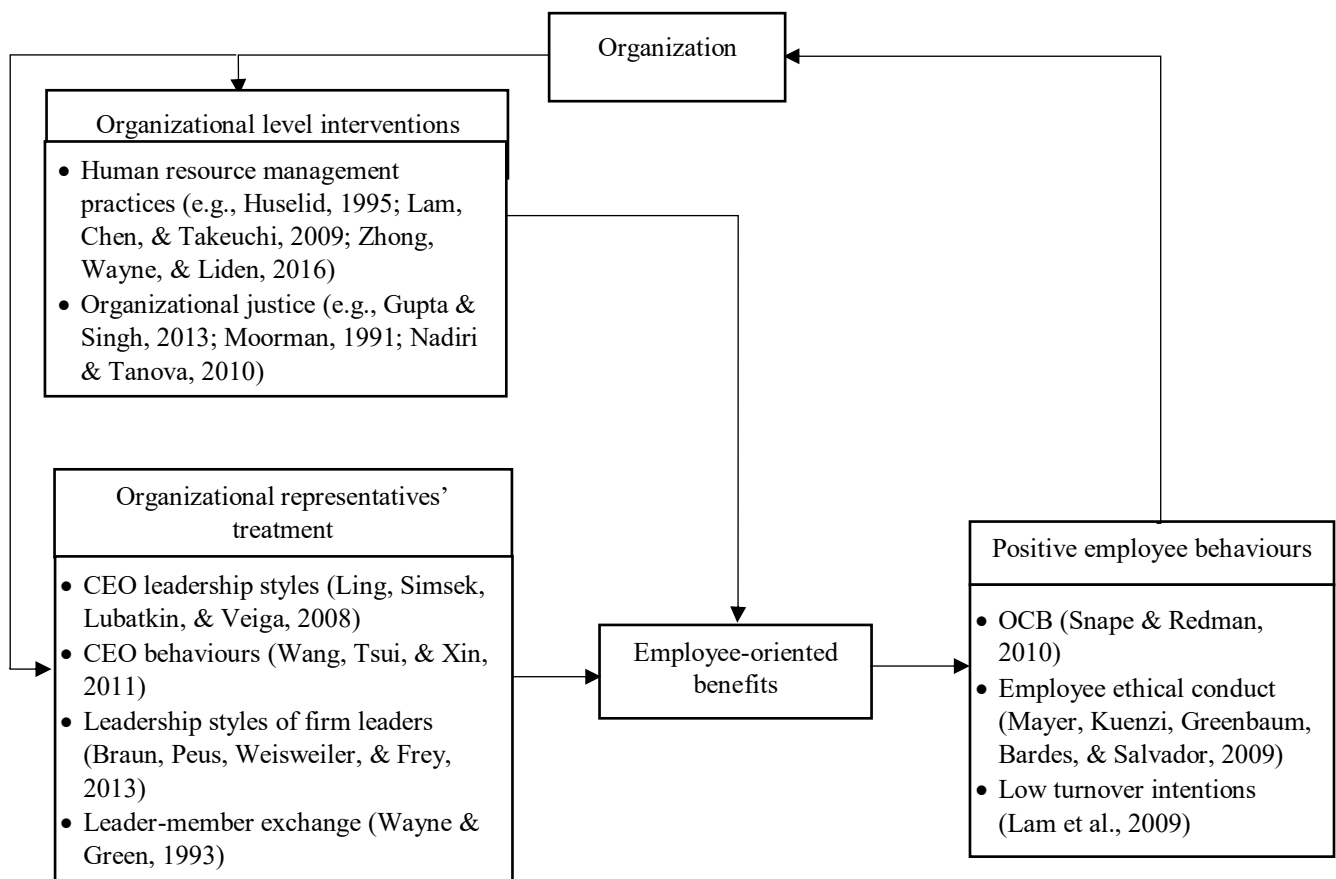 Organization
Organizational level interventions
• Human resource management
practices (e.g., Huselid, 1995; Lam,
Chen, & Takeuchi, 2009; Zhong,
Wayne, & Liden, 2016)
• Organizational justice (e.g., Gupta &
Singh, 2013; Moorman, 1991; Nadiri
& Tanova, 2010)
Organizational representatives’
treatment
• CEO leadership styles (Ling, Simsek,
Lubatkin, & Veiga, 2008)
• CEO behaviours (Wang, Tsui, & Xin,
2011)
• Leadership styles of firm leaders
(Braun, Peus, Weisweiler, & Frey,
2013)
• Leader-member exchange (Wayne &
Green, 1993)
Employee-oriented
benefits
Positive employee behaviours
• OCB (Snape & Redman,
2010)
• Employee ethical conduct
(Mayer, Kuenzi, Greenbaum,
Bardes, & Salvador, 2009)
• Low turnover intentions
(Lam et al., 2009)